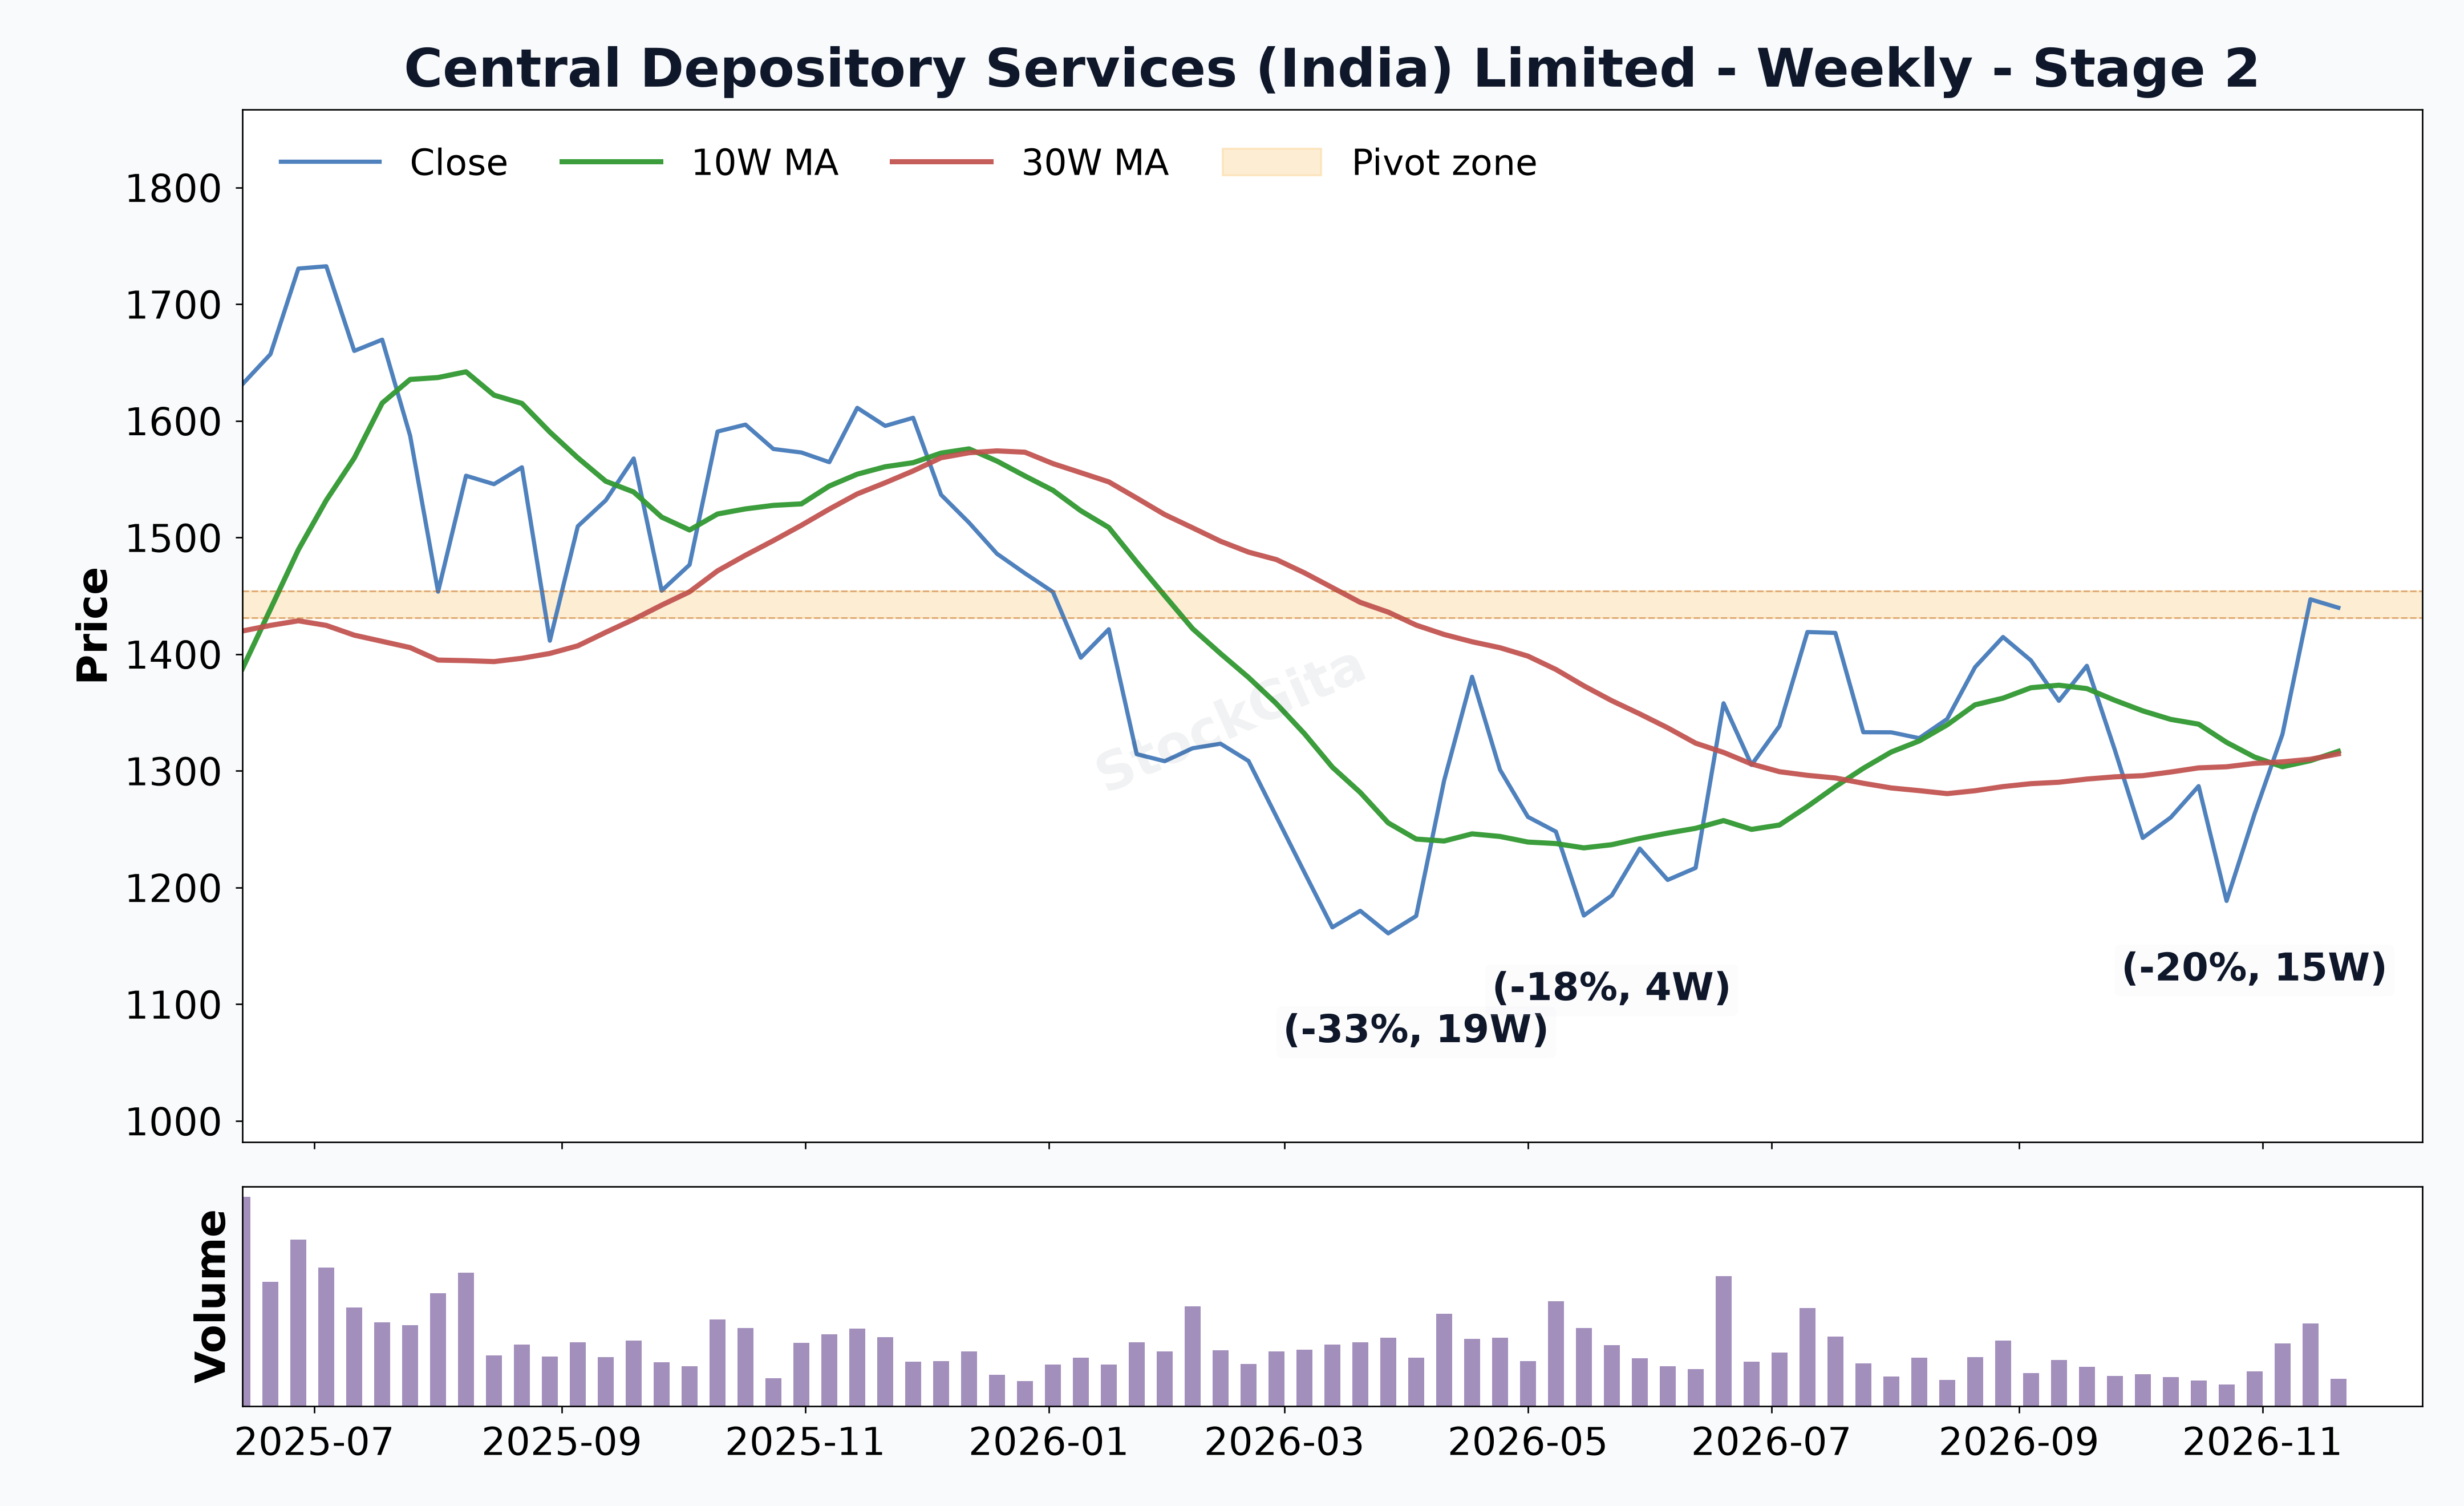 Central Depository Services (India) Limited - Weekly - Stage 2
Close 10W MA 30W MA Pivot zone
Price
1800
1700
1600
1500
1400
1300
1200
1100
1000
StockGita
(-33%, 19W)
(-18%, 4W)
(-20%, 15W)
Volume
2025-07 2025-09 2025-11 2026-01 2026-03 2026-05 2026-07 2026-09 2026-11